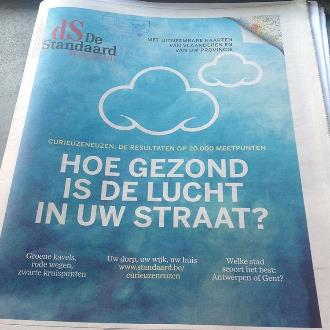 dS De
Standaard
MET UITNEEMBARE KAARTEN
VAN VLAANDEREN EN
VAN UW PROVINCIE
CURIEUZENEUZEN, DE RESULTATEN OP 20.000 MEETPUNTEN
HOE GEZOND
IS DE LUCHT
IN UW STRAAT?
Groene kavels,
rode wegen,
zwarte kruispunten
Uw dorp, uw wijk, uw huis
www.standaard.be/
curieuzeneuzen
Welke stad
scoort het best:
Antwerpen of Gent?